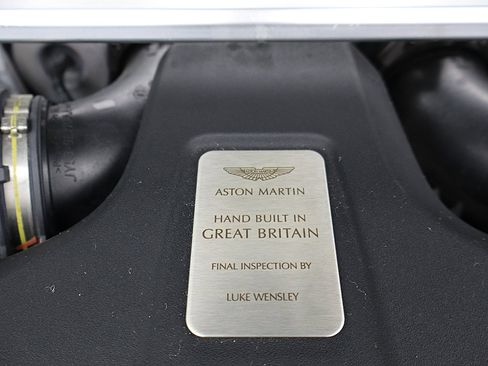 ASTON MARTIN
HAND BUILT IN
GREAT BRITAIN
FINAL INSPECTION BY
LUKE WENSLEY